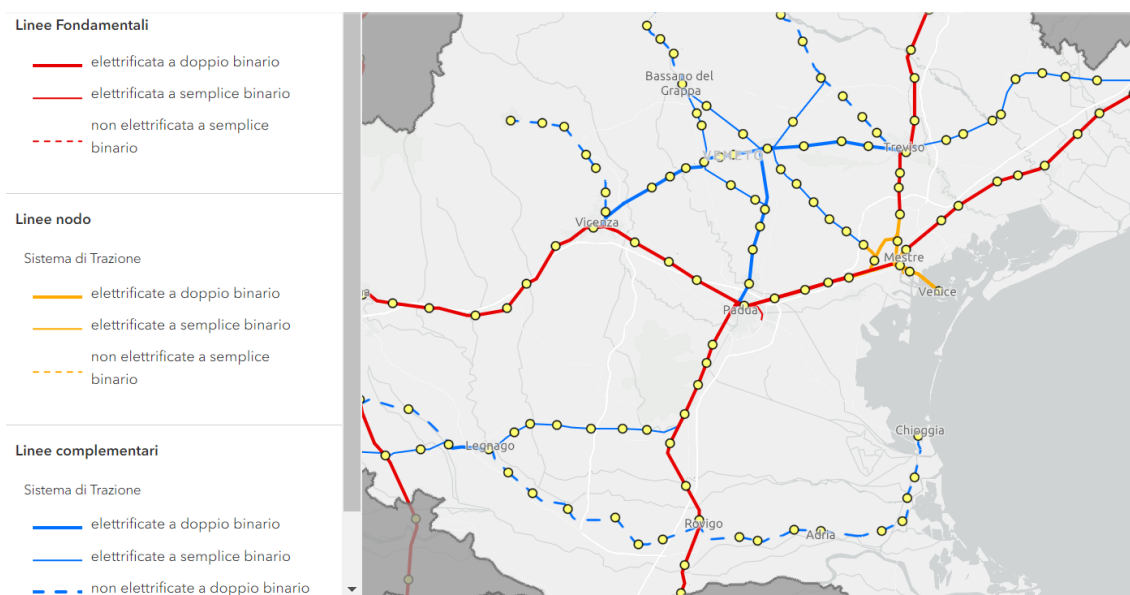 Linee Fondamentali
elettrificata a doppio binario
elettrificata a semplice binario
non elettrificata a semplice
binario
Linee nodo
Sistema di Trazione
elettrificate a doppio binario
elettrificate a semplice binario
non elettrificate a semplice
binario
Linee complementari
Sistema di Trazione
elettrificate a doppio binario
elettrificate a semplice binario
non elettrificate a doppio binario
Bassano del
Grappa
VENETO
Treviso
Vicenza
Mestre
Venice
Padua
Chioggia
Legnago
Rovigo
Adria